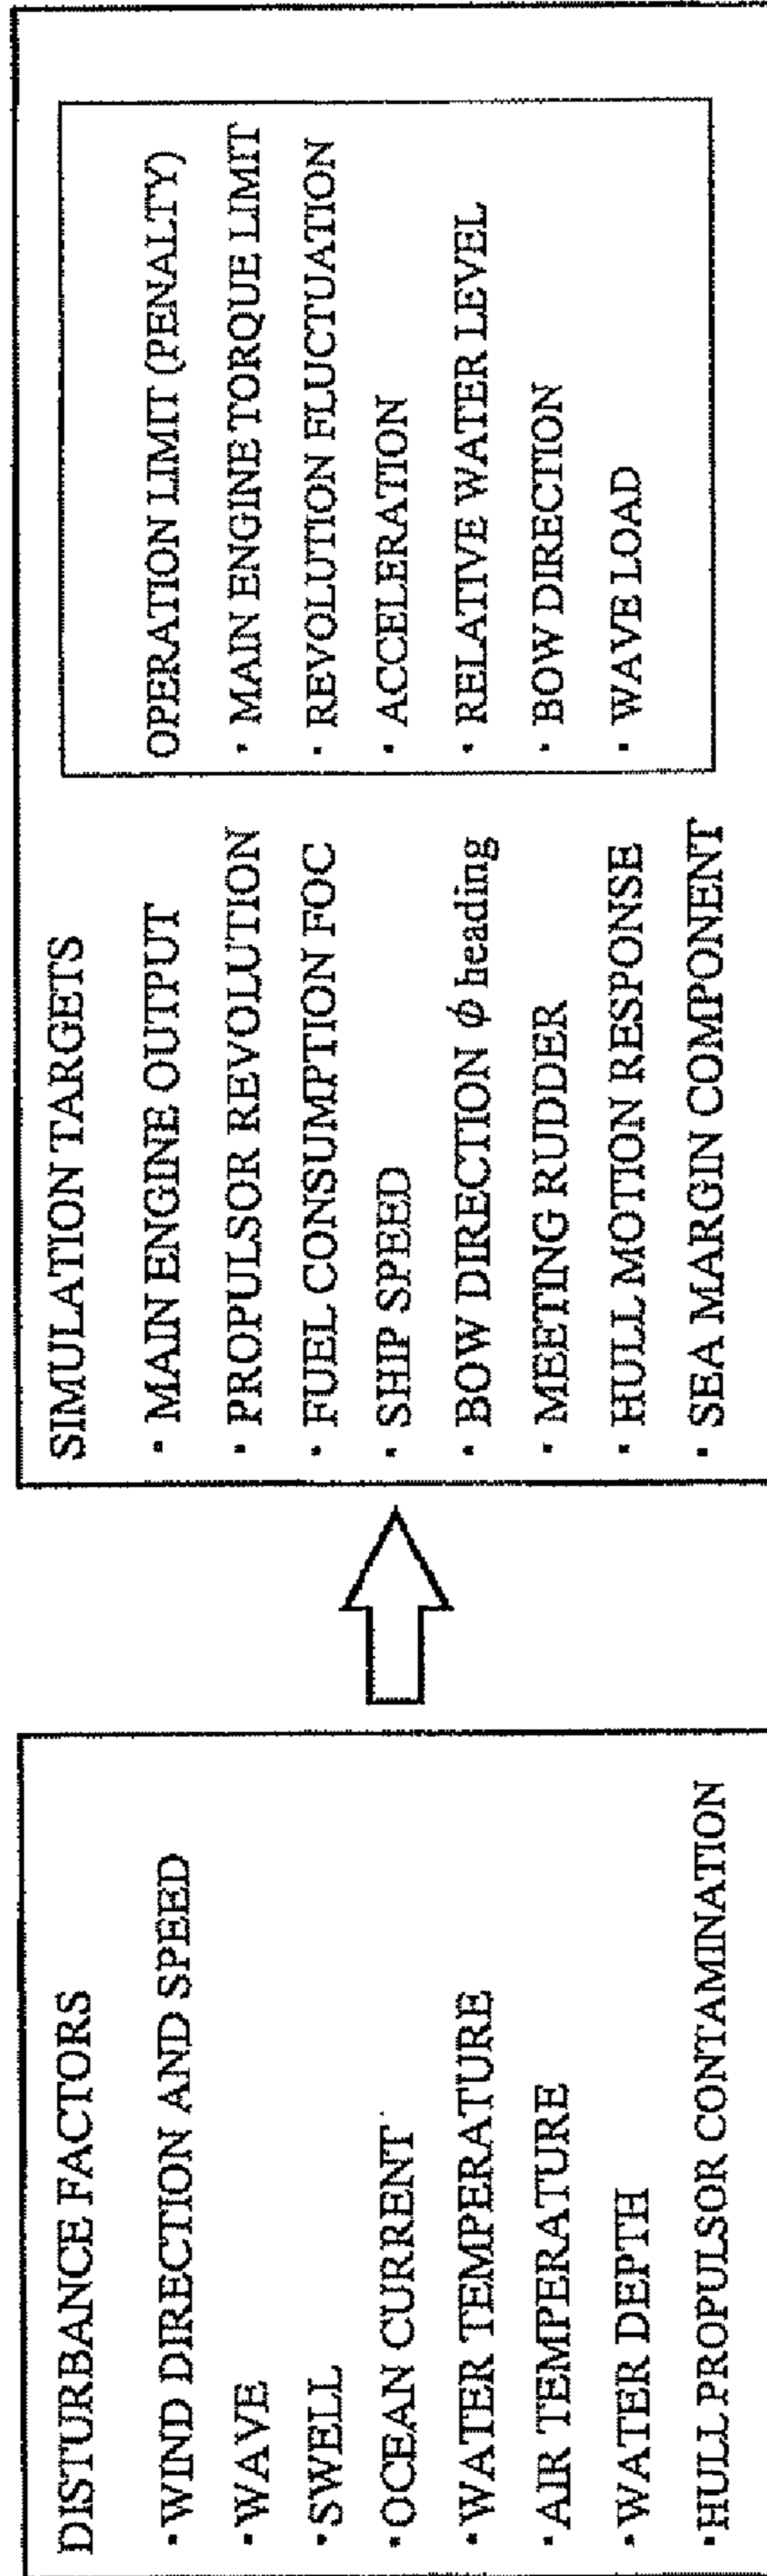 DISTURBANCE FACTORS
· WIND DIRECTION AND SPEED
· WAVE
· SWELL
· OCEAN CURRENT
· WATER TEMPERATURE
· AIR TEMPERATURE
· WATER DEPTH
· HULL PROPULSOR CONTAMINATION
SIMULATION TARGETS
· MAIN ENGINE OUTPUT
· PROPULSOR REVOLUTION
· FUEL CONSUMPTION FOC
· SHIP SPEED
· BOW DIRECTION ϕ heading
· MEETING RUDDER
· HULL MOTION RESPONSE
· SEA MARGIN COMPONENT
OPERATION LIMIT (PENALTY)
· MAIN ENGINE TORQUE LIMIT
· REVOLUTION FLUCTUATION
· ACCELERATION
· RELATIVE WATER LEVEL
· BOW DIRECTION
· WAVE LOAD